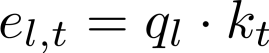 e_{l,t} = q_l · k_t